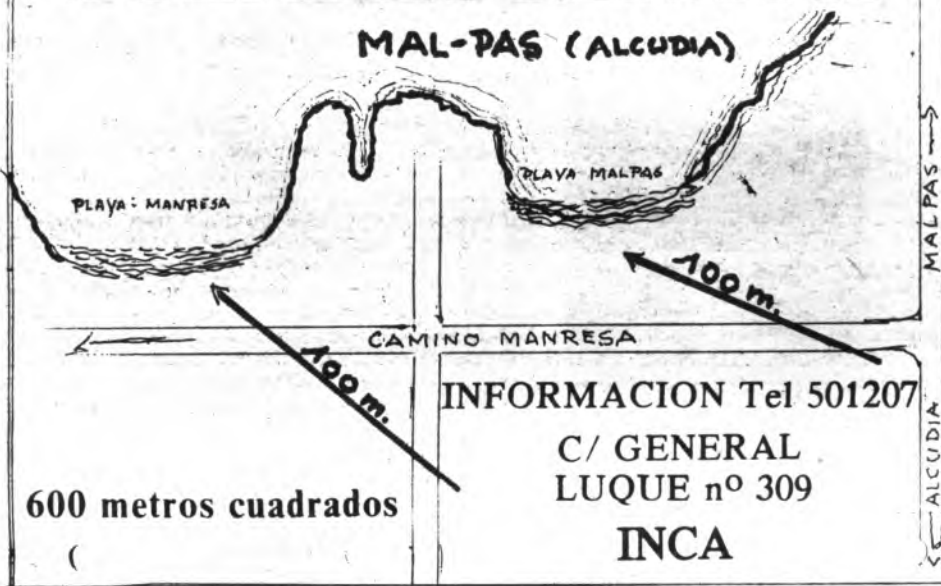 MAL-PAS (ALCUDIA)
PLAYA MALPAS
PLAYA: MANRESA
MALPAS
100 m.
CAMINO MANRESA
100 m.
INFORMACION Tel 501207
C/ GENERAL
LUQUE nº 309
INCA
600 metros cuadrados
(
ALCUDIA